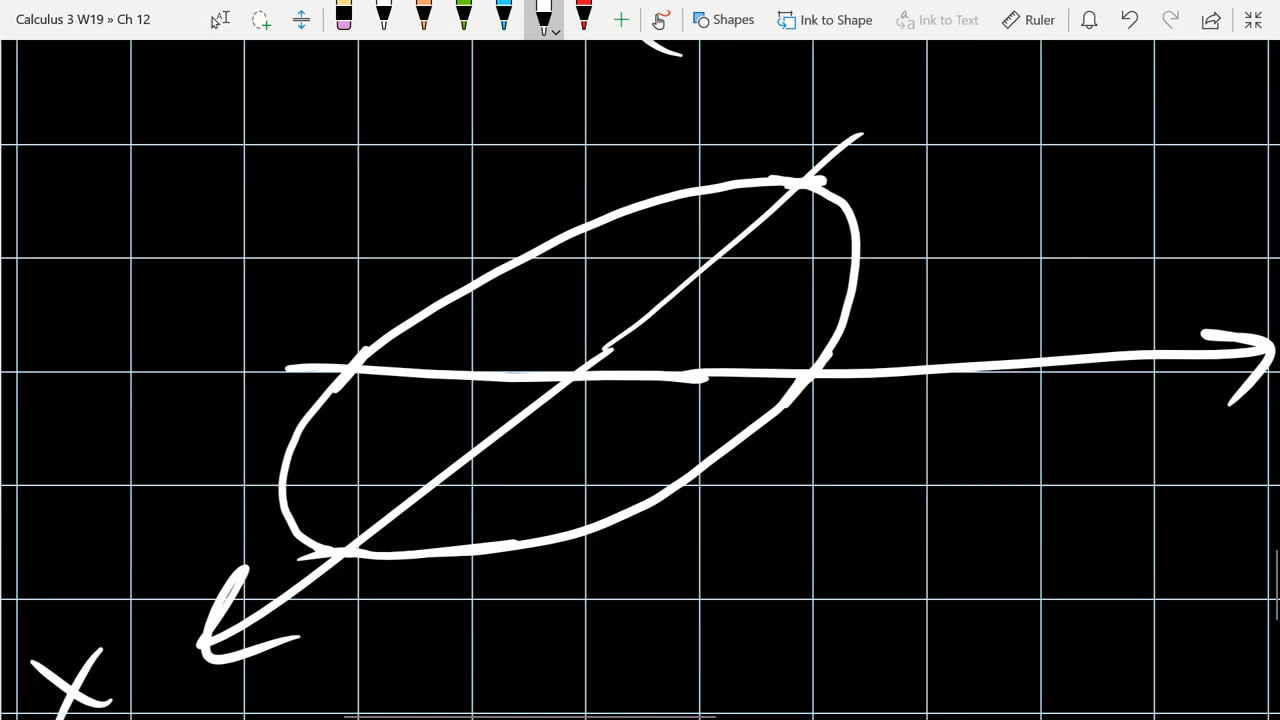 Calculus 3 W19 » Ch 12
Shapes
Ink to Shape
Ink to Text
Ruler
x